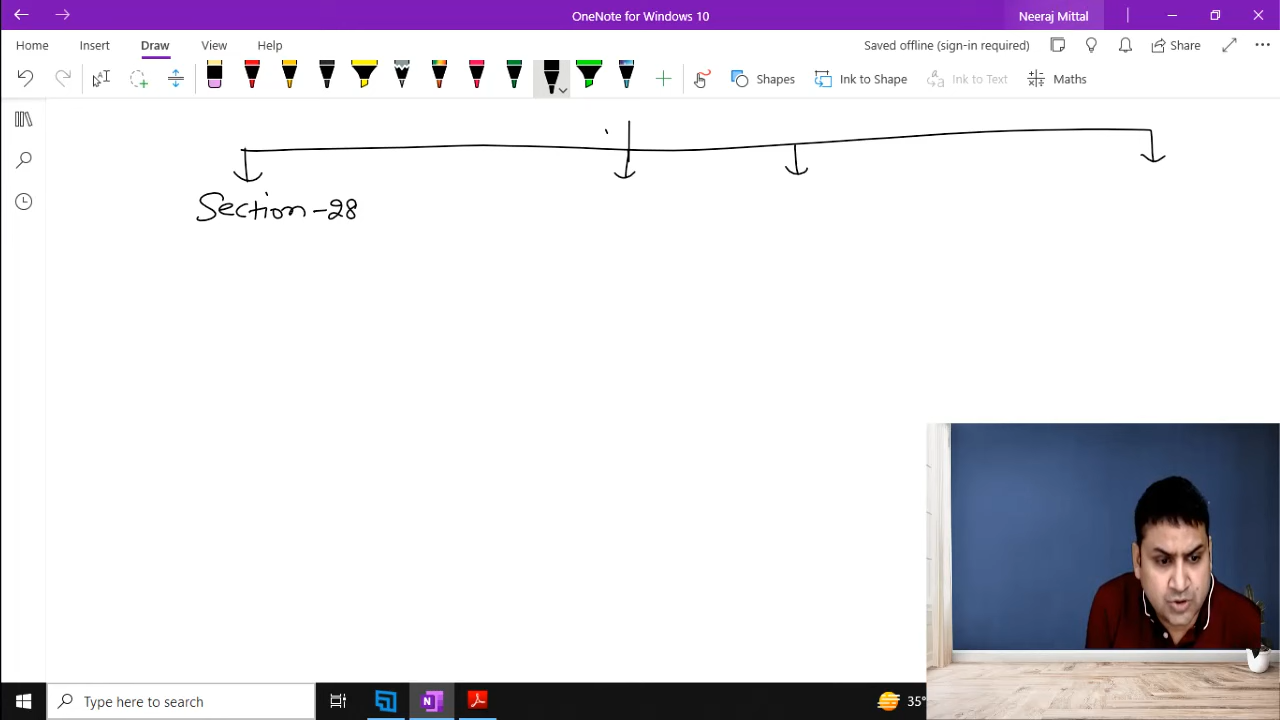 OneNote for Windows 10
Neeraj Mittal
Home Insert Draw View Help
Saved offline (sign-in required)
Share
Shapes
Ink to Shape
Ink to Text
Maths
Section-28
Type here to search
35°